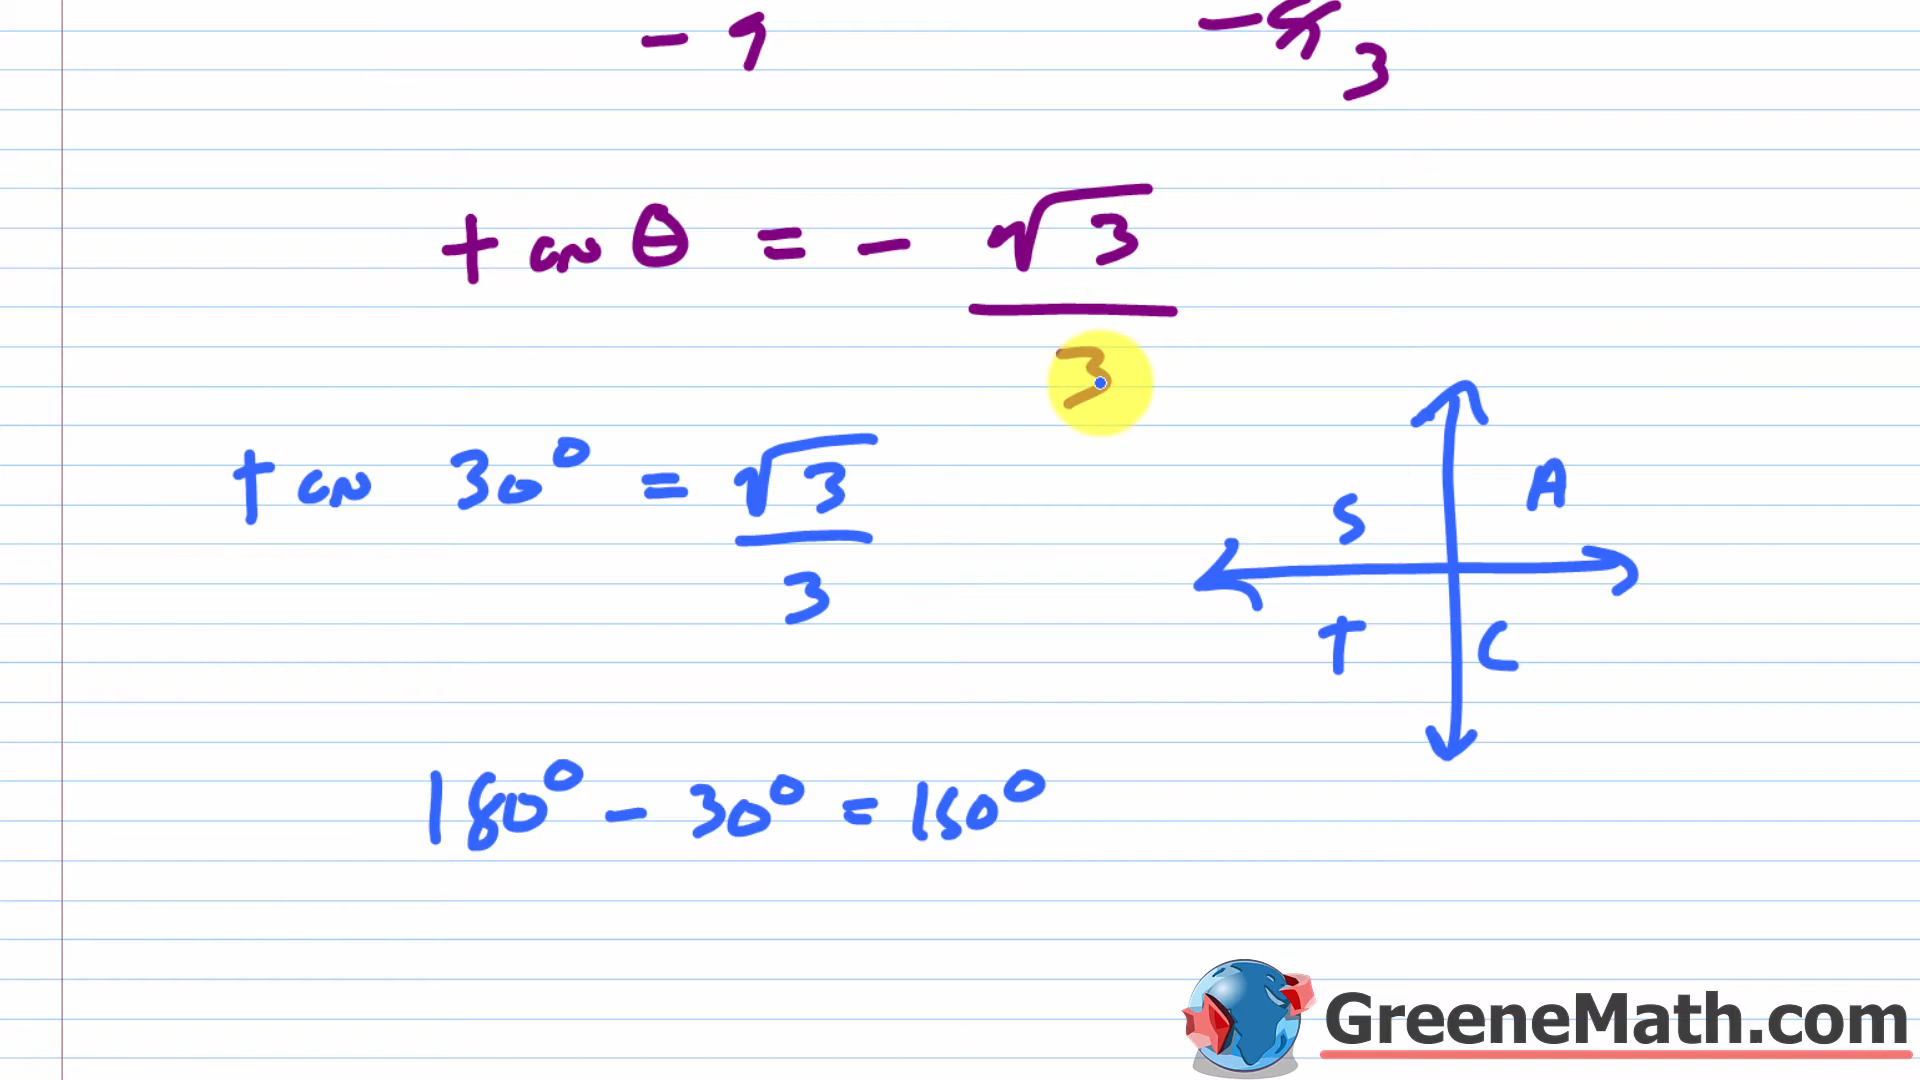 - 9
3
tan θ = - √3
3
tan 30° = √3
3
A
S
T C
180° - 30° = 150°
GreeneMath.com